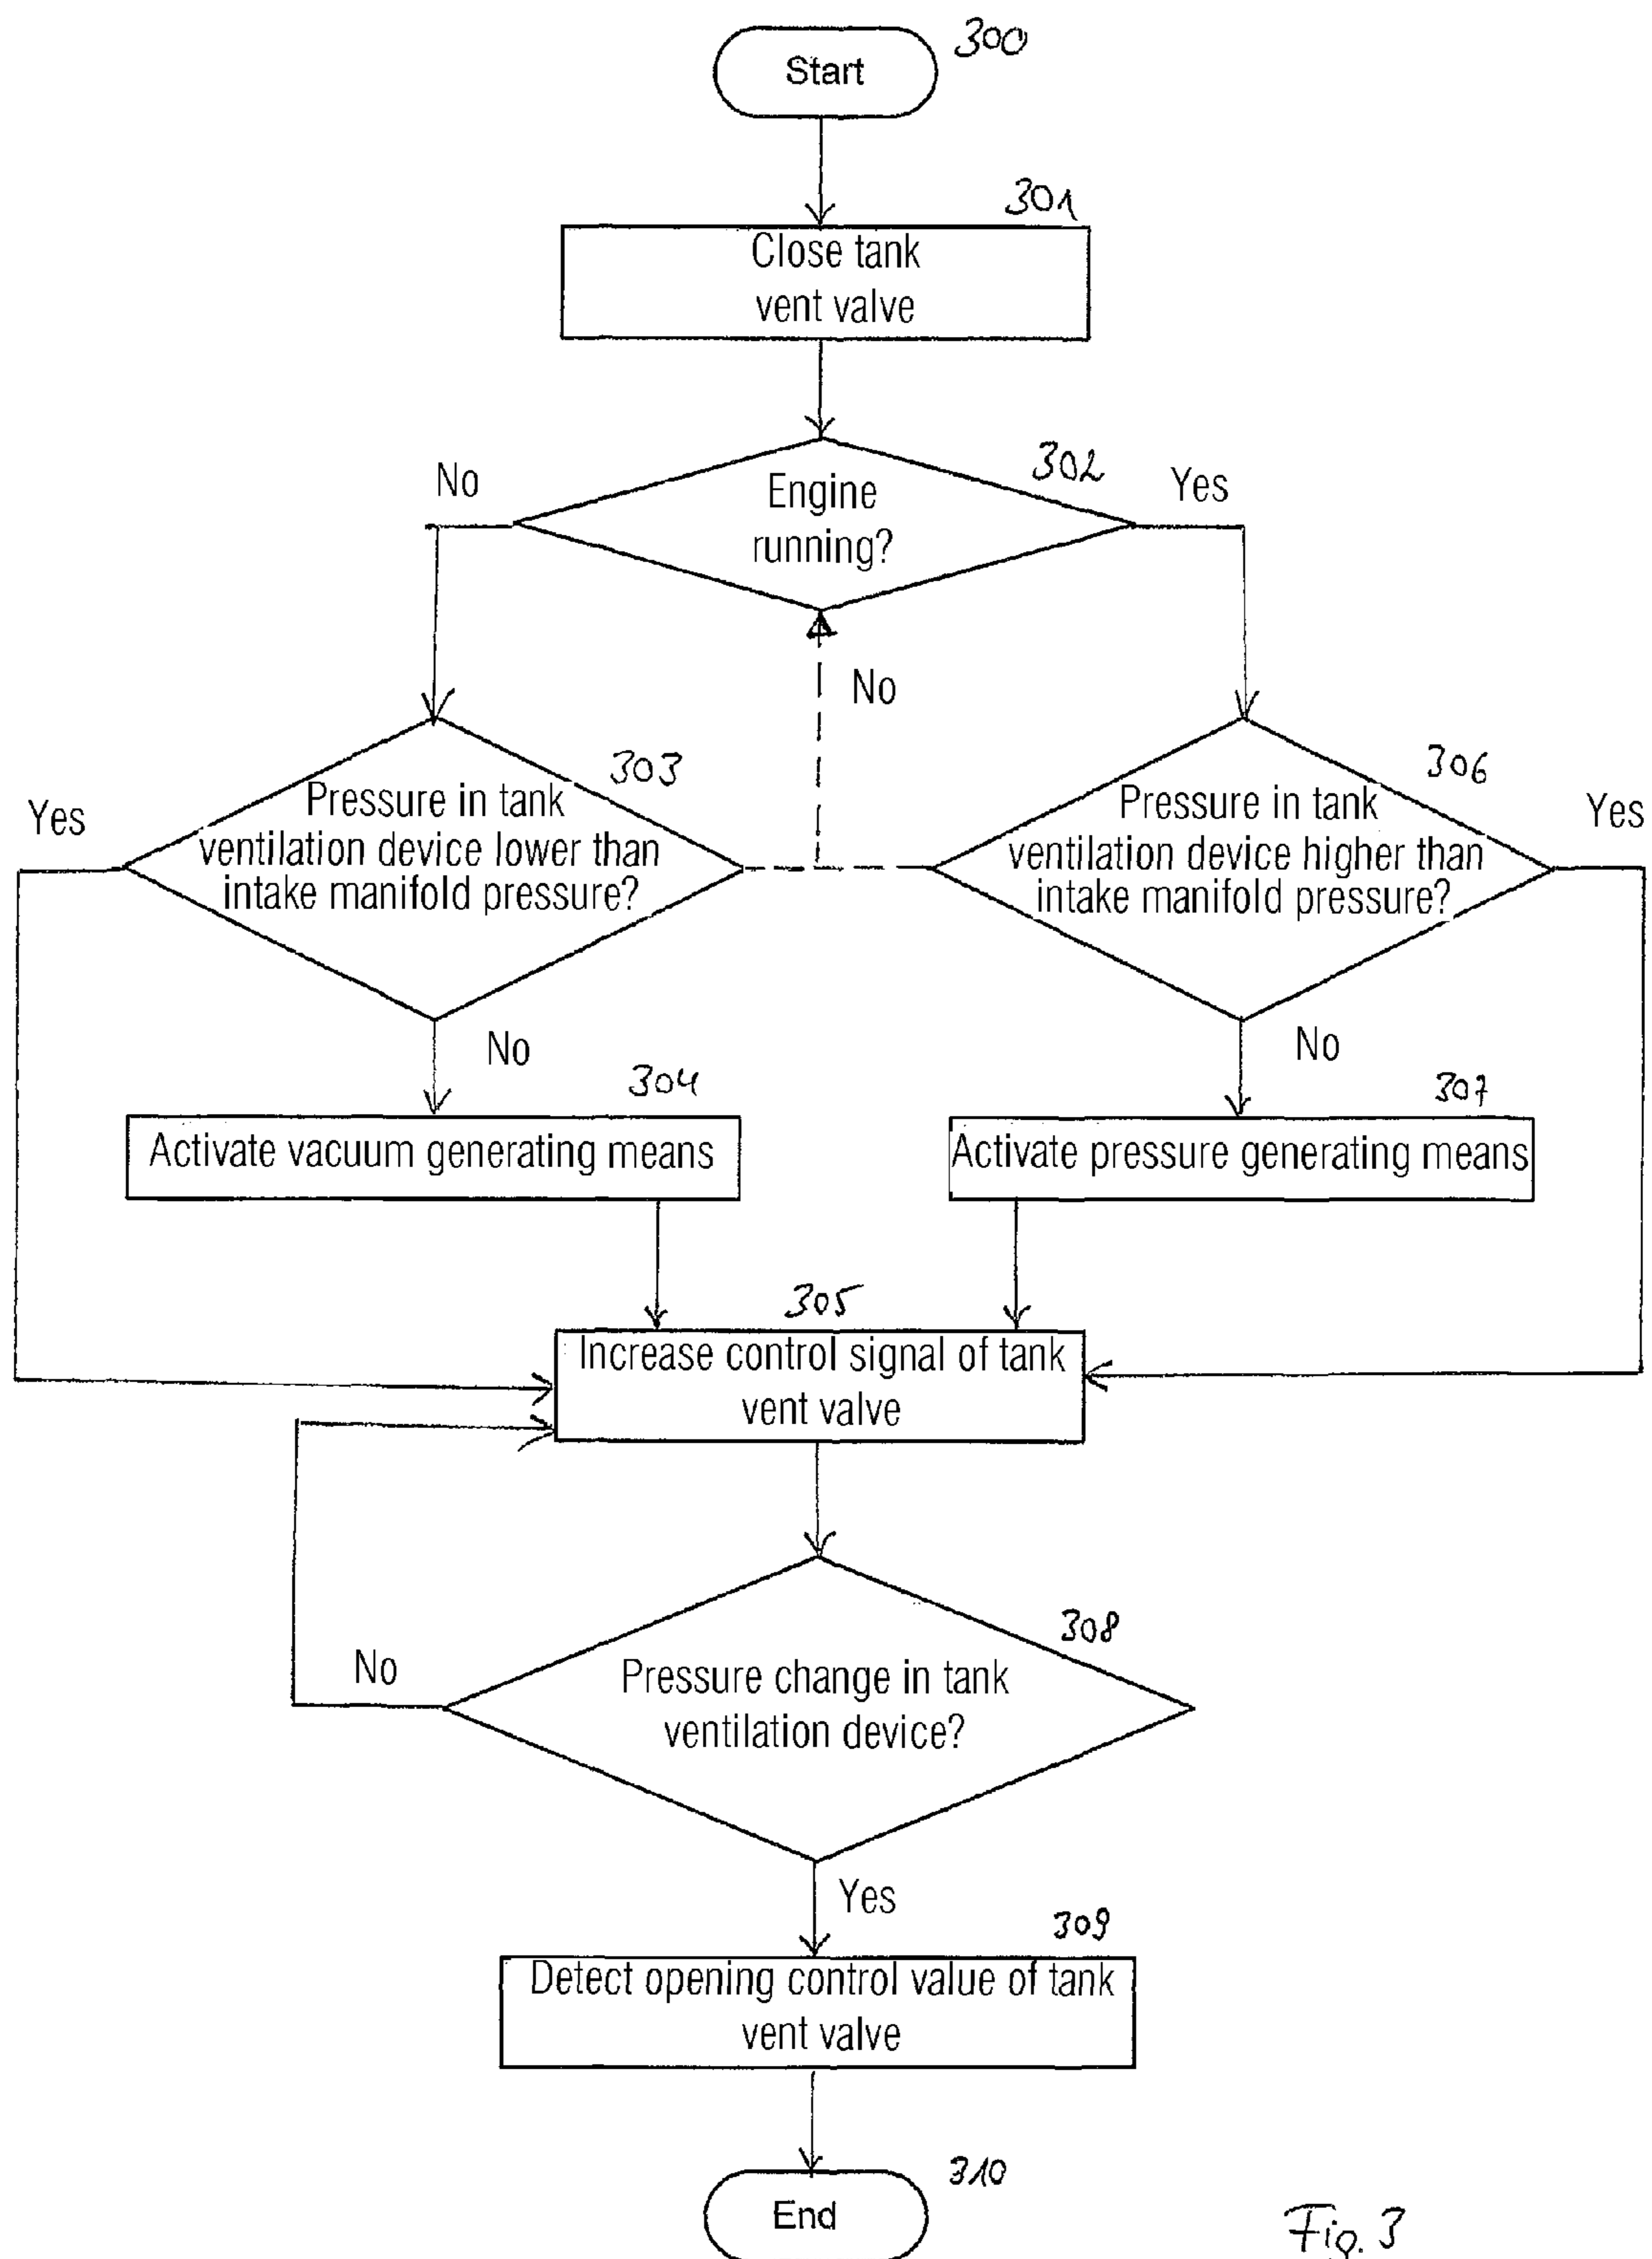 300
Start
301
Close tank
vent valve
302
No
Yes
Engine
running?
No
303
306
Yes
Pressure in tank
ventilation device lower than
intake manifold pressure?
Pressure in tank
ventilation device higher than
intake manifold pressure?
Yes
No
No
304
307
Activate vacuum generating means
Activate pressure generating means
305
Increase control signal of tank
vent valve
308
No
Pressure change in tank
ventilation device?
Yes
309
Detect opening control value of tank
vent valve
310
End
Fig. 3